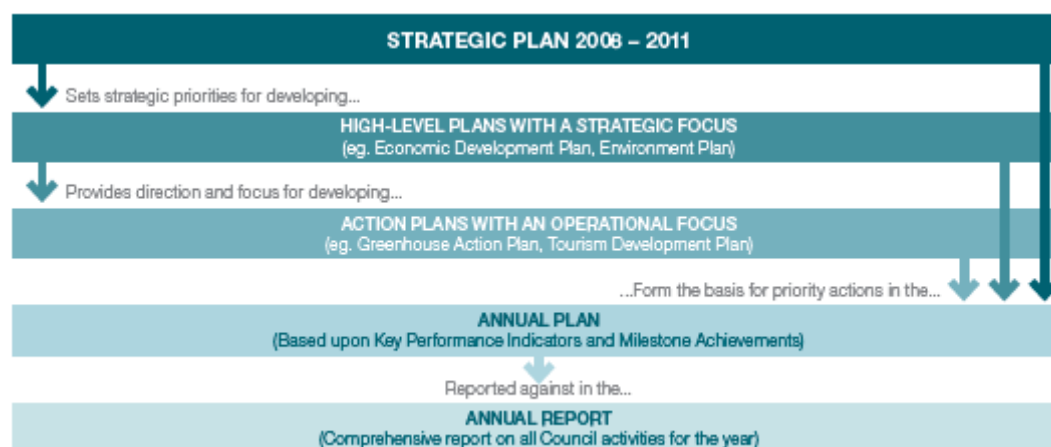 STRATEGIC PLAN 2008 – 2011
Sets strategic priorities for developing...
HIGH-LEVEL PLANS WITH A STRATEGIC FOCUS
(eg. Economic Development Plan, Environment Plan)
Provides direction and focus for developing...
ACTION PLANS WITH AN OPERATIONAL FOCUS
(eg. Greenhouse Action Plan, Tourism Development Plan)
...Form the basis for priority actions in the...
ANNUAL PLAN
(Based upon Key Performance Indicators and Milestone Achievements)
Reported against in the...
ANNUAL REPORT
(Comprehensive report on all Council activities for the year)